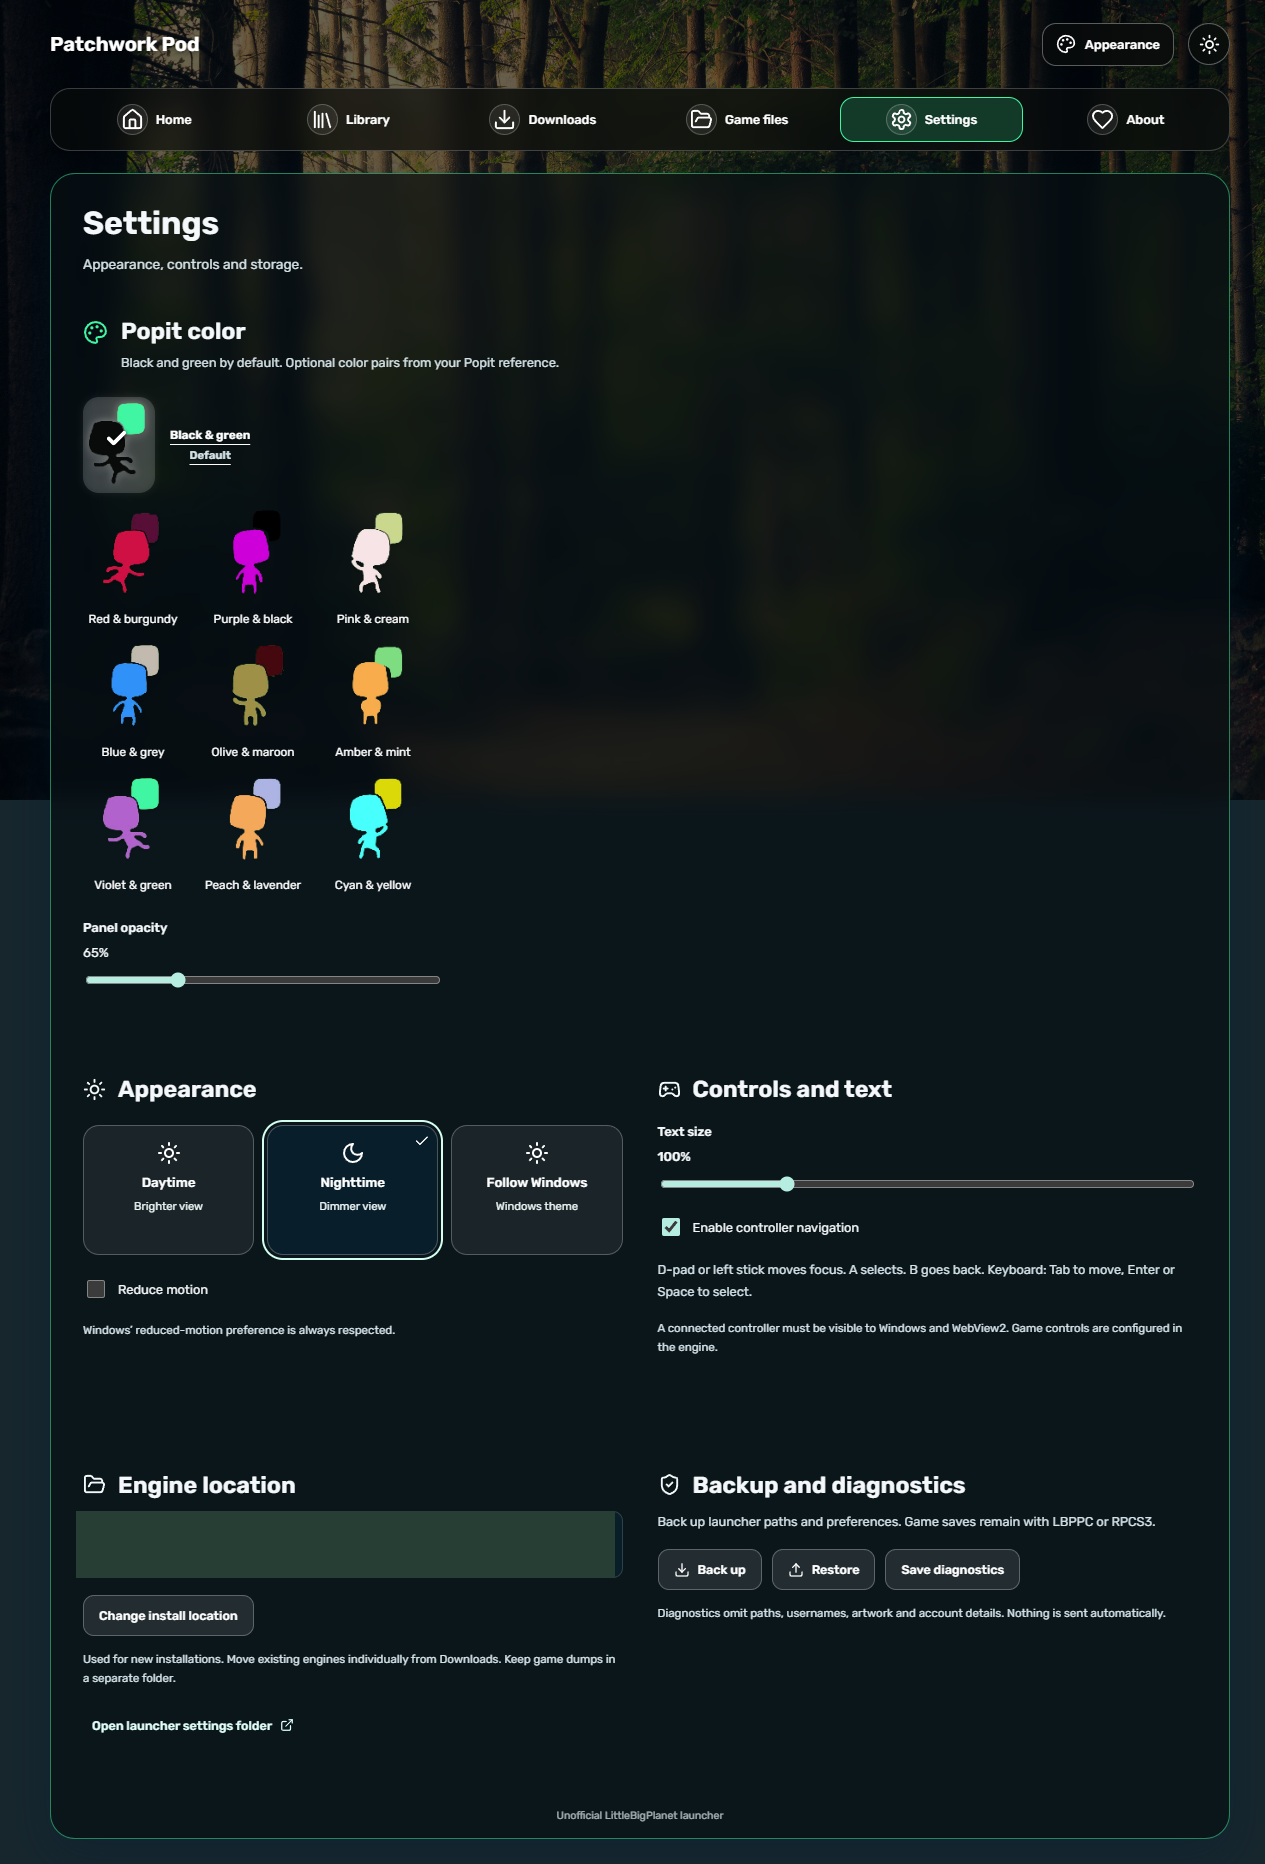 Patchwork Pod
Appearance
Home
Library
Downloads
Game files
Settings
About
Settings
Appearance, controls and storage.
Popit color
Black and green by default. Optional color pairs from your Popit reference.
Black & green
Default
Red & burgundy
Purple & black
Pink & cream
Blue & grey
Olive & maroon
Amber & mint
Violet & green
Peach & lavender
Cyan & yellow
Panel opacity
65%
Appearance
Daytime
Brighter view
Nighttime
Dimmer view
Follow Windows
Windows theme
Reduce motion
Windows' reduced-motion preference is always respected.
Controls and text
Text size
100%
Enable controller navigation
D-pad or left stick moves focus. A selects. B goes back. Keyboard: Tab to move, Enter or
Space to select.
A connected controller must be visible to Windows and WebView2. Game controls are configured in
the engine.
Engine location
Change install location
Used for new installations. Move existing engines individually from Downloads. Keep game dumps in
a separate folder.
Open launcher settings folder
Backup and diagnostics
Back up launcher paths and preferences. Game saves remain with LBPPC or RPCS3.
Back up
Restore
Save diagnostics
Diagnostics omit paths, usernames, artwork and account details. Nothing is sent automatically.
Unofficial LittleBigPlanet launcher